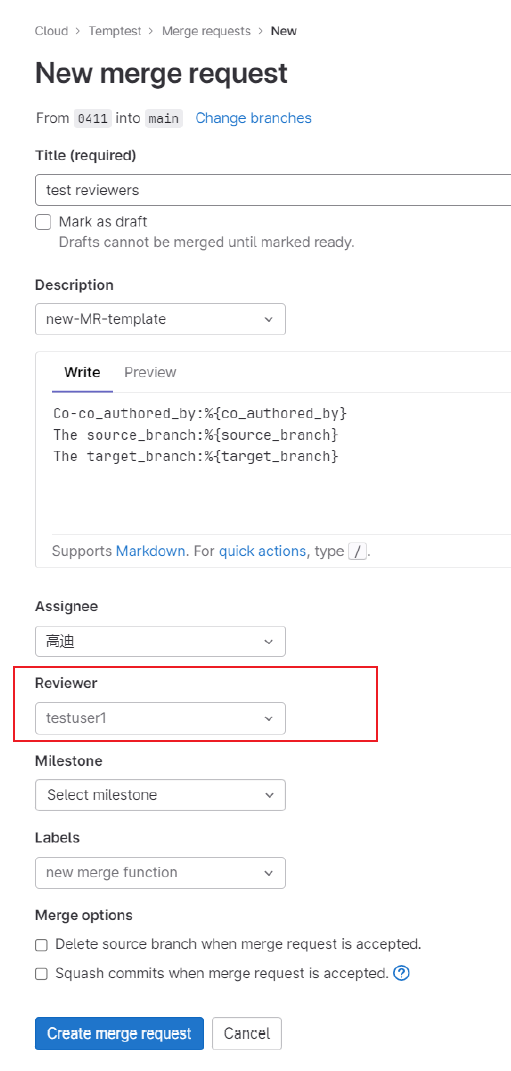 Cloud > Temptest > Merge requests > New
New merge request
From 0411 into main Change branches
Title (required)
test reviewers
Mark as draft
Drafts cannot be merged until marked ready.
Description
new-MR-template
Write Preview
Co-co_authored_by:%{co_authored_by}
The source_branch:%{source_branch}
The target_branch:%{target_branch}
Supports Markdown. For quick actions, type /.
Assignee
高迪
Reviewer
testuser1
Milestone
Select milestone
Labels
new merge function
Merge options
Delete source branch when merge request is accepted.
Squash commits when merge request is accepted. ?
Create merge request Cancel